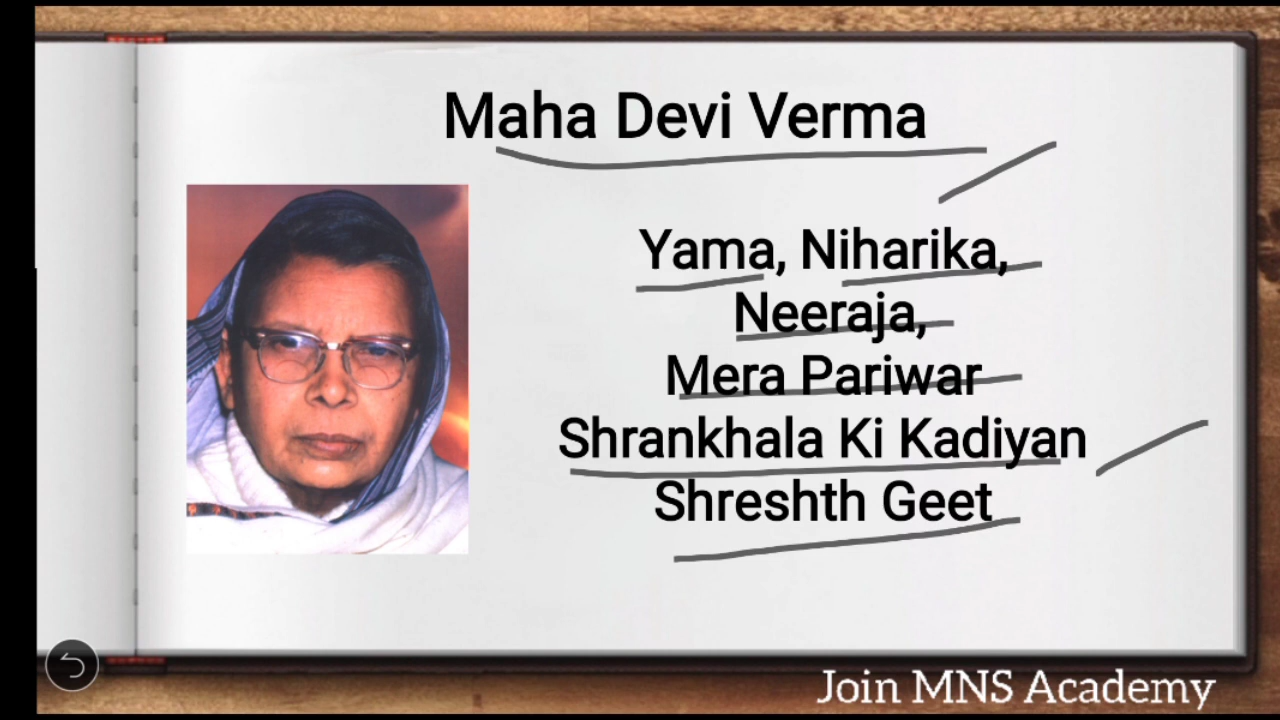 Maha Devi Verma
Yama, Niharika,
Neeraja,
Mera Pariwar
Shrankhala Ki Kadiyan
Shreshth Geet
Join MNS Academy